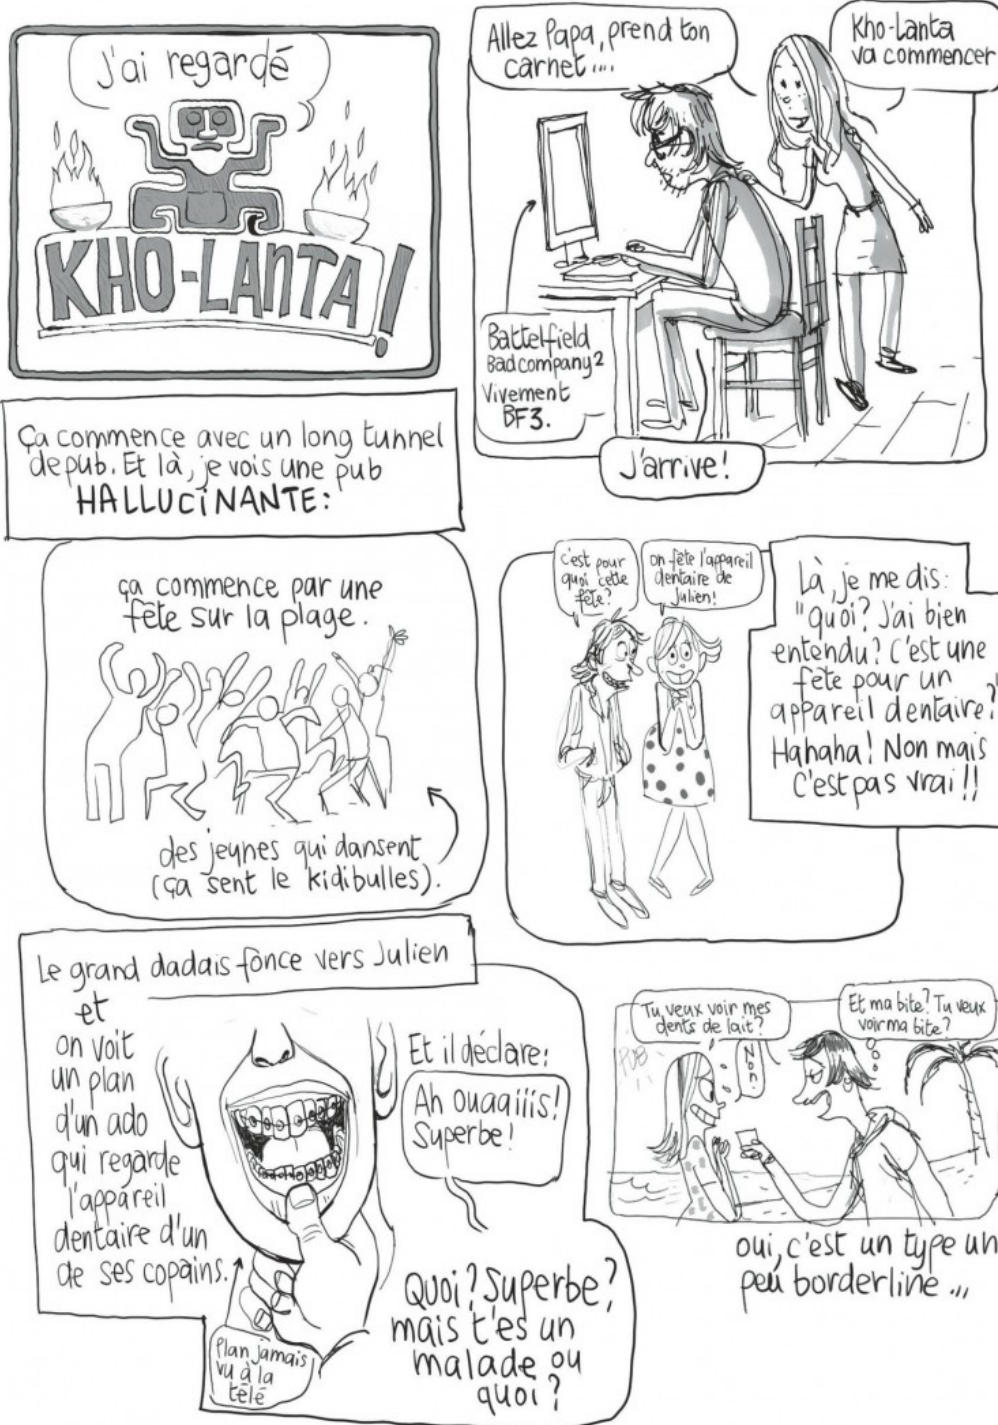 J'ai regardé
KHO-LANTA!
Allez Papa, prend ton
carnet...
Kho-Lanta
va commencer
Battelfield
Bad company 2
Vivement
BF3.
J'arrive!
Ça commence avec un long tunnel
de pub. Et là, je vois une pub
HALLUCINANTE:
ça commence par une
fête sur la plage.
des jeunes qui dansent
(ça sent le kidibulles).
c'est pour
quoi cette
fête?
on fête l'appareil
dentaire de
Julien!
Là, je me dis:
"quoi? J'ai bien
entendu? C'est une
fête pour un
appareil dentaire?"
Hahaha! Non mais
c'est pas vrai!!
Le grand dadais fonce vers Julien
et
on voit
un plan
d'un ado
qui regarde
l'appareil
dentaire d'un
de ses copains.
Plan jamais
vu à la
télé
Et il déclare:
Ah ouaaiiis!
Superbe!
Quoi? Superbe?
mais t'es un
malade ou
quoi?
PUB
Tu veux voir mes
dents de lait?
Non.
Et ma bite? Tu veux
voir ma bite?
oui, c'est un type un
peu borderline...